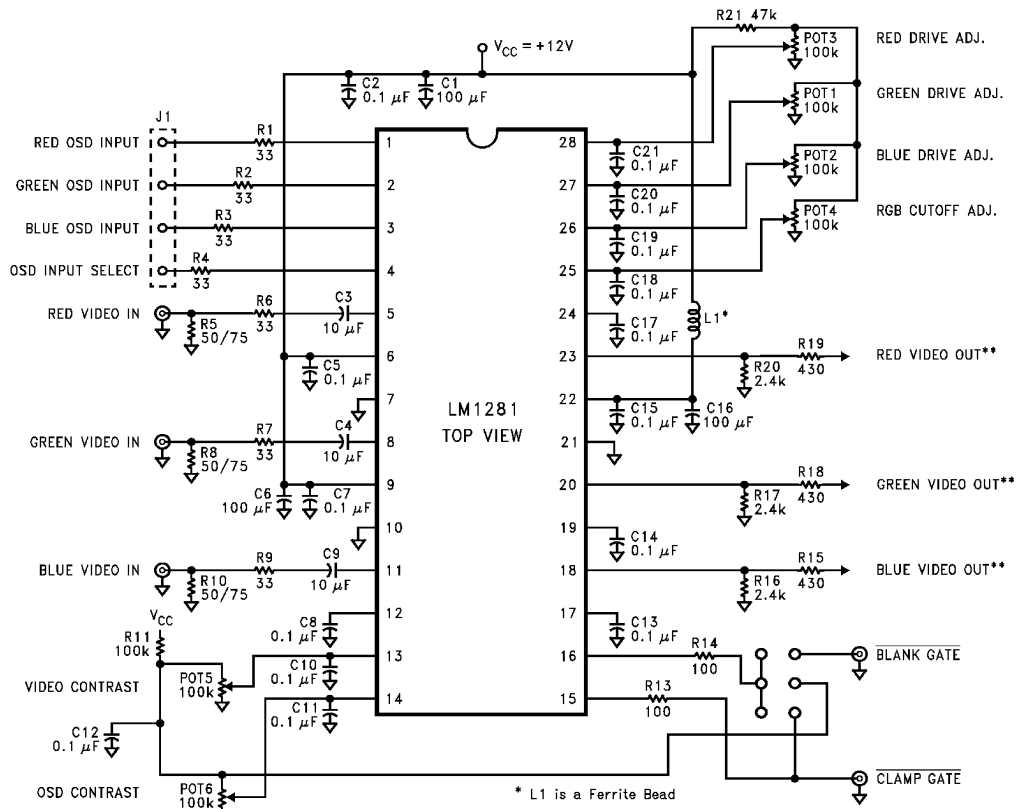 R21 47k
POT3
100k
RED DRIVE ADJ.
VCC = +12V
C2
0.1 µF
C1
100 µF
POT1
100k
GREEN DRIVE ADJ.
J1
RED OSD INPUT
R1
33
1
28
C21
0.1 µF
POT2
100k
BLUE DRIVE ADJ.
GREEN OSD INPUT
R2
33
2
27
C20
0.1 µF
POT4
100k
RGB CUTOFF ADJ.
BLUE OSD INPUT
R3
33
3
26
C19
0.1 µF
OSD INPUT SELECT
R4
33
4
25
C18
0.1 µF
RED VIDEO IN
R5
50/75
R6
33
C3
10 µF
5
24
C17
0.1 µF
L1*
C5
0.1 µF
6
23
R20
2.4k
R19
430
RED VIDEO OUT**
7
LM1281
TOP VIEW
22
C15
0.1 µF
C16
100 µF
GREEN VIDEO IN
R8
50/75
R7
33
C4
10 µF
8
21
C6
100 µF
C7
0.1 µF
9
20
R17
2.4k
R18
430
GREEN VIDEO OUT**
10
19
C14
0.1 µF
BLUE VIDEO IN
R10
50/75
R9
33
C9
10 µF
11
18
R16
2.4k
R15
430
BLUE VIDEO OUT**
VCC
R11
100k
C8
0.1 µF
12
17
C13
0.1 µF
VIDEO CONTRAST
POT5
100k
C10
0.1 µF
13
16
R14
100
BLANK GATE
C11
0.1 µF
14
15
R13
100
C12
0.1 µF
OSD CONTRAST
POT6
100k
* L1 is a Ferrite Bead
CLAMP GATE